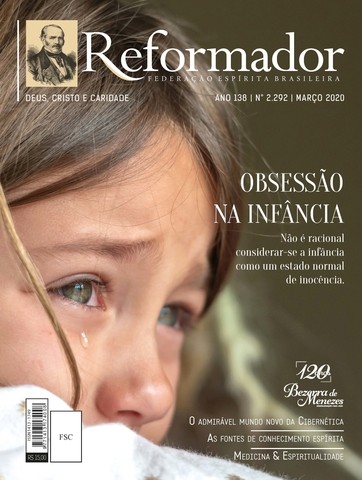 Reformador
FEDERAÇÃO ESPÍRITA BRASILEIRA
DEUS, CRISTO E CARIDADE
ANO 138 | Nº 2.292 | MARÇO 2020
OBSESSÃO
NA INFÂNCIA
Não é racional
considerar-se a infância
como um estado normal
de inocência.
120
Bezerra de
Menezes
O ADMIRÁVEL MUNDO NOVO DA CIBERNÉTICA
AS FONTES DE CONHECIMENTO ESPÍRITA
MEDICINA & ESPIRITUALIDADE
FSC
R$ 15,00